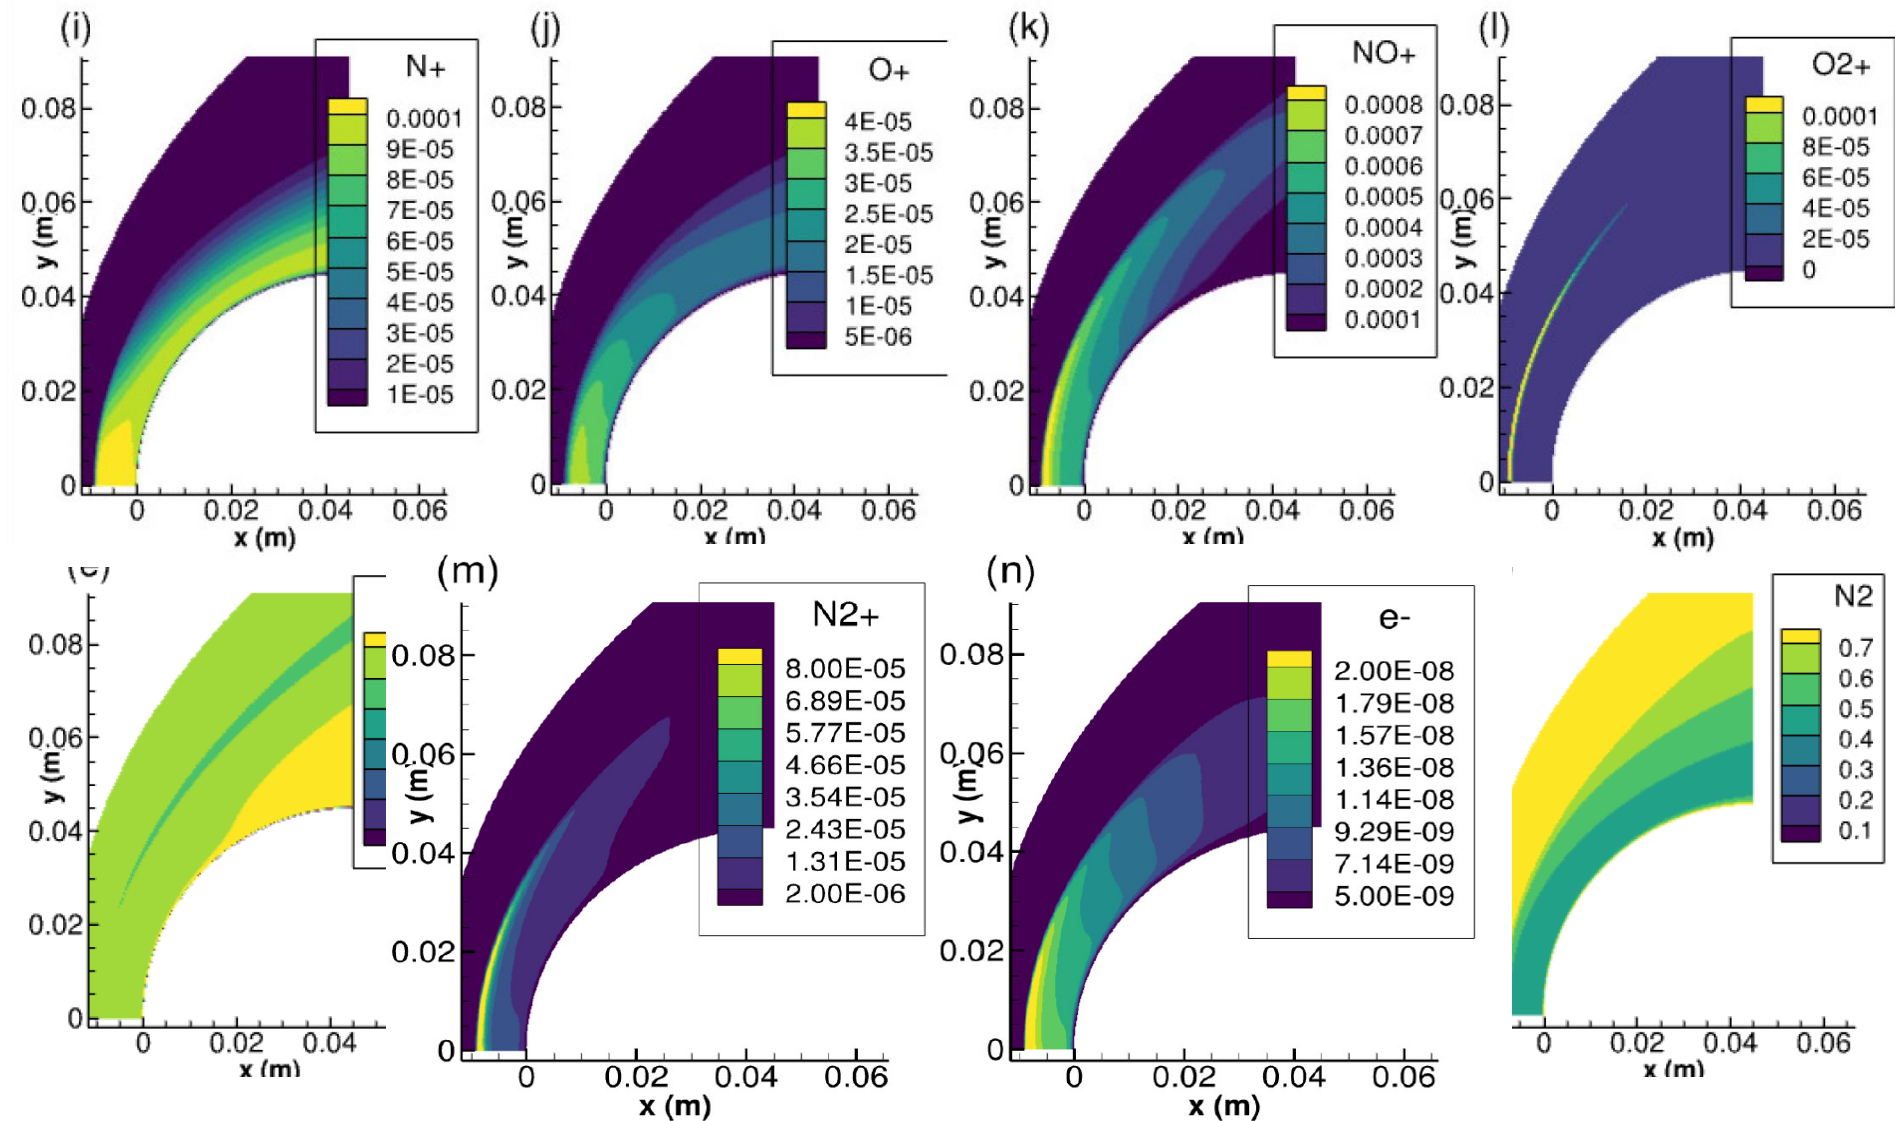 (i)
N+
0.0001
9E-05
8E-05
7E-05
6E-05
5E-05
4E-05
3E-05
2E-05
1E-05
0.08
0.06
0.04
0.02
0
y (m)
0 0.02 0.04 0.06
x (m)
(j)
O+
4E-05
3.5E-05
3E-05
2.5E-05
2E-05
1.5E-05
1E-05
5E-06
0.08
0.06
0.04
0.02
0
y (m)
0 0.02 0.04 0.06
x (m)
(k)
NO+
0.0008
0.0007
0.0006
0.0005
0.0004
0.0003
0.0002
0.0001
0.08
0.06
0.04
0.02
0
y (m)
0 0.02 0.04 0.06
x (m)
(l)
O2+
0.0001
8E-05
6E-05
4E-05
2E-05
0
0.08
0.06
0.04
0.02
0
y (m)
0 0.02 0.04 0.06
x (m)
0.08
0.06
0.04
0.02
0
y (m)
0 0.02 0.04
x (m)
(m)
N2+
8.00E-05
6.89E-05
5.77E-05
4.66E-05
3.54E-05
2.43E-05
1.31E-05
2.00E-06
0.08
0.06
0.04
0.02
0
y (m)
0 0.02 0.04 0.06
x (m)
(n)
e-
2.00E-08
1.79E-08
1.57E-08
1.36E-08
1.14E-08
9.29E-09
7.14E-09
5.00E-09
0.08
0.06
0.04
0.02
0
y (m)
0 0.02 0.04 0.06
x (m)
N2
0.7
0.6
0.5
0.4
0.3
0.2
0.1
0 0.02 0.04 0.06
x (m)